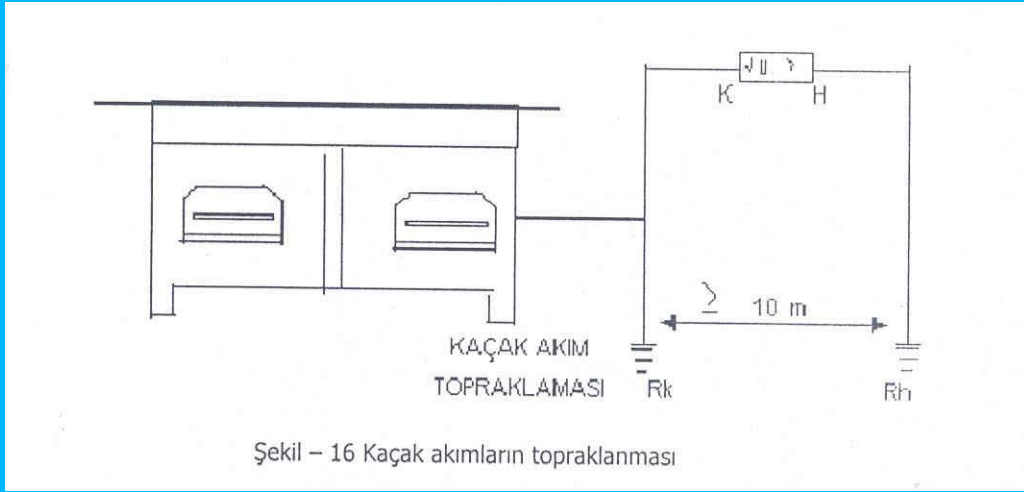 K H
≥ 10 m
KAÇAK AKIM
TOPRAKLAMASI Rk Rh
Şekil – 16 Kaçak akımların topraklanması